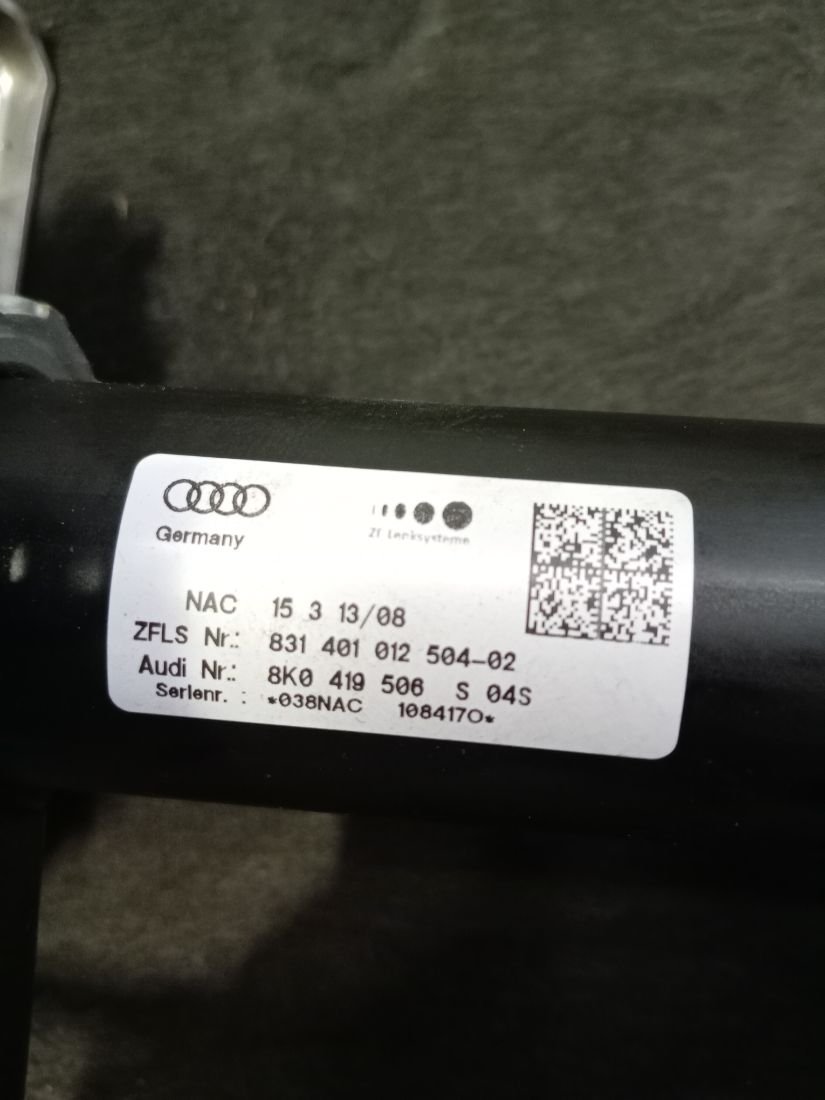 Germany
ZF Lenksysteme
NAC 15 3 13/08
ZFLS Nr.: 831 401 012 504-02
Audi Nr.: 8K0 419 506 S 04S
Serienr. : *038NAC 1084170*